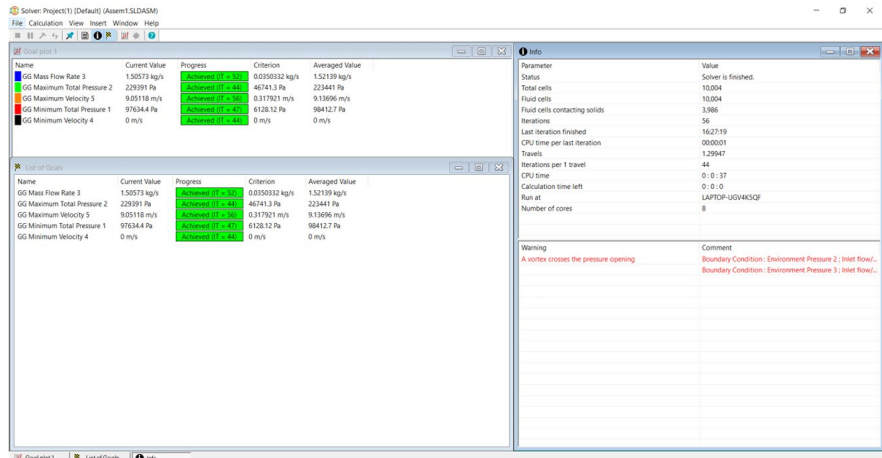 Solver: Project(1) [Default] (Assem1.SLDASM)
File Calculation View Insert Window Help
Goal plot 1
Name Current Value Progress Criterion Averaged Value
GG Mass Flow Rate 3 1.50573 kg/s Achieved (IT = 52) 0.0350332 kg/s 1.52139 kg/s
GG Maximum Total Pressure 2 229391 Pa Achieved (IT = 44) 46741.3 Pa 223441 Pa
GG Maximum Velocity 5 9.05118 m/s Achieved (IT = 56) 0.317921 m/s 9.13696 m/s
GG Minimum Total Pressure 1 97634.4 Pa Achieved (IT = 47) 6128.12 Pa 98412.7 Pa
GG Minimum Velocity 4 0 m/s Achieved (IT = 44) 0 m/s 0 m/s
List of Goals
Name Current Value Progress Criterion Averaged Value
GG Mass Flow Rate 3 1.50573 kg/s Achieved (IT = 52) 0.0350332 kg/s 1.52139 kg/s
GG Maximum Total Pressure 2 229391 Pa Achieved (IT = 44) 46741.3 Pa 223441 Pa
GG Maximum Velocity 5 9.05118 m/s Achieved (IT = 56) 0.317921 m/s 9.13696 m/s
GG Minimum Total Pressure 1 97634.4 Pa Achieved (IT = 47) 6128.12 Pa 98412.7 Pa
GG Minimum Velocity 4 0 m/s Achieved (IT = 44) 0 m/s 0 m/s
Info
Parameter Value
Status Solver is finished.
Total cells 10,004
Fluid cells 10,004
Fluid cells contacting solids 3,986
Iterations 56
Last iteration finished 16:27:19
CPU time per last iteration 00:00:01
Travels 1.29947
Iterations per 1 travel 44
CPU time 0 : 0 : 37
Calculation time left 0 : 0 : 0
Run at LAPTOP-UGV4K5QF
Number of cores 8
Warning Comment
A vortex crosses the pressure opening Boundary Condition : Environment Pressure 2 ; Inlet flow/...
Boundary Condition : Environment Pressure 3 ; Inlet flow/...
Goal plot 1 List of Goals Info